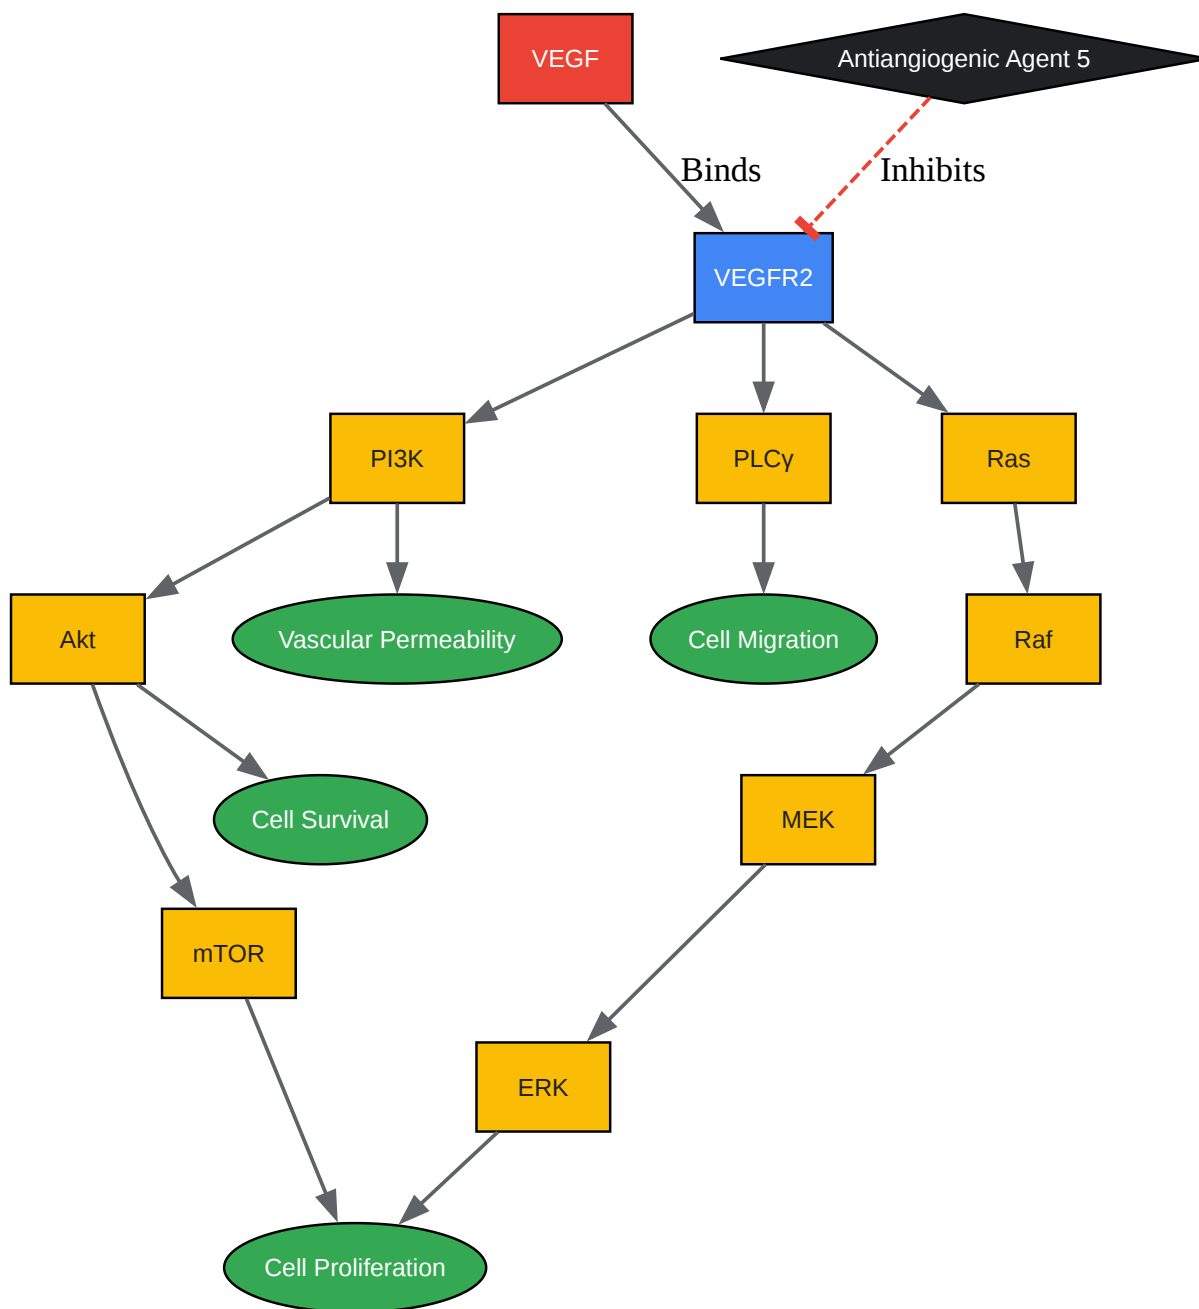 VEGF
Antiangiogenic Agent 5
Binds
Inhibits
VEGFR2
PI3K
PLCγ
Ras
Akt
Vascular Permeability
Cell Migration
Raf
Cell Survival
MEK
mTOR
ERK
Cell Proliferation